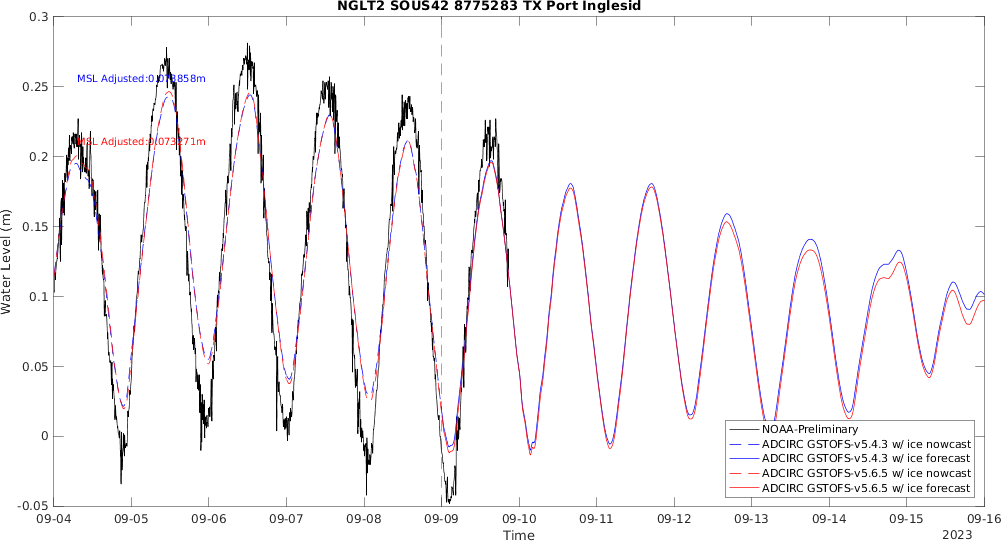 NGLT2 SOUS42 8775283 TX Port Inglesid
0.3
0.25
0.2
0.15
0.1
0.05
0
-0.05
Water Level (m)
MSL Adjusted:0.073858m
MSL Adjusted:0.073271m
NOAA-Preliminary
ADCIRC GSTOFS-v5.4.3 w/ ice nowcast
ADCIRC GSTOFS-v5.4.3 w/ ice forecast
ADCIRC GSTOFS-v5.6.5 w/ ice nowcast
ADCIRC GSTOFS-v5.6.5 w/ ice forecast
09-04 09-05 09-06 09-07 09-08 09-09 09-10 09-11 09-12 09-13 09-14 09-15 09-16
Time
2023